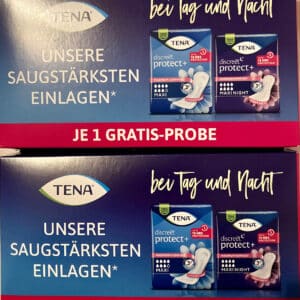 TENA
bei Tag und Nacht
UNSERE
SAUGSTÄRKSTEN
EINLAGEN*
TENA
discreet
protect+
MAXI
TENA
discreet
protect+
MAXI NIGHT
JE 1 GRATIS-PROBE
TENA
bei Tag und Nacht
UNSERE
SAUGSTÄRKSTEN
EINLAGEN*
TENA
discreet
protect+
MAXI
TENA
discreet
protect+
MAXI NIGHT